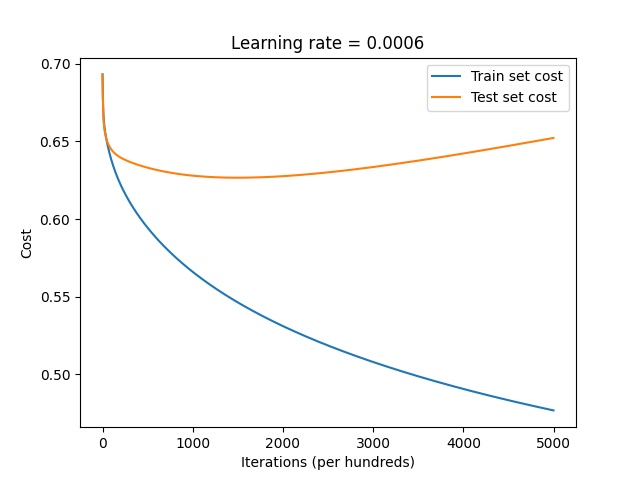 Learning rate = 0.0006
Train set cost
Test set cost
0.70
0.65
0.60
0.55
0.50
Cost
0 1000 2000 3000 4000 5000
Iterations (per hundreds)